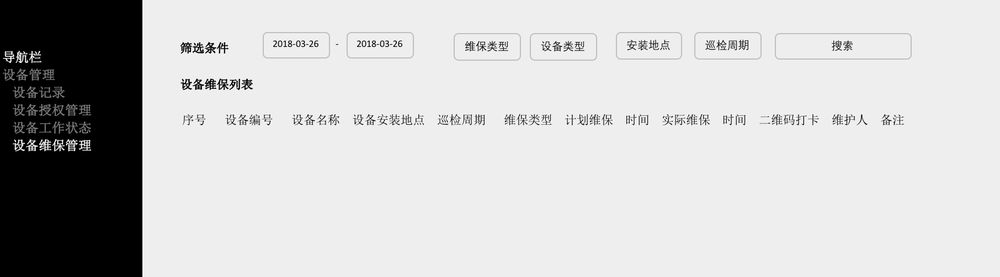 导航栏
设备管理
设备记录
设备授权管理
设备工作状态
设备维保管理
筛选条件 2018-03-26 - 2018-03-26 维保类型 设备类型 安装地点 巡检周期 搜索
设备维保列表
序号 设备编号 设备名称 设备安装地点 巡检周期 维保类型 计划维保 时间 实际维保 时间 二维码打卡 维护人 备注